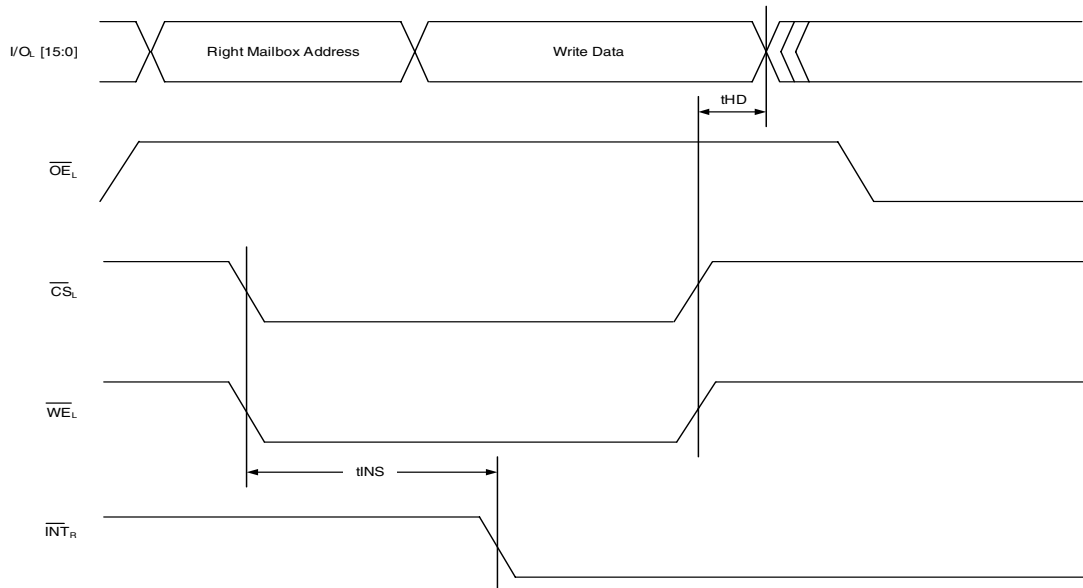 I/OL [15:0]
Right Mailbox Address
Write Data
tHD
OEL
CSL
WEL
tINS
INTR